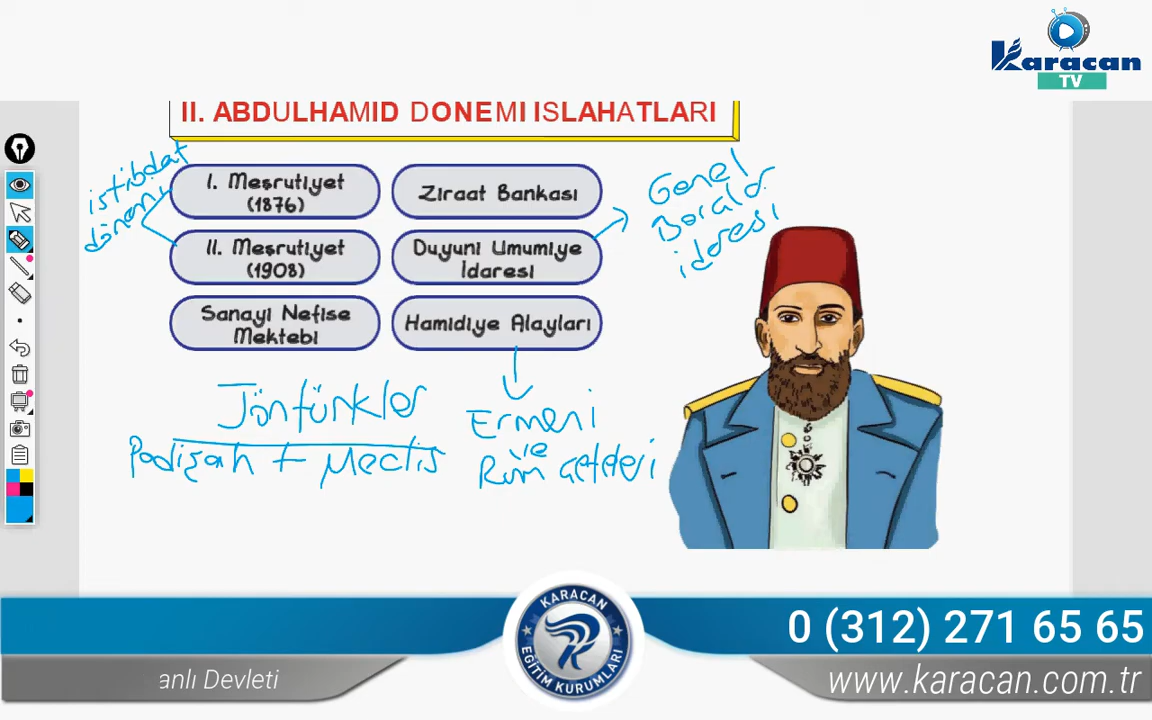 Karacan
TV
II. ABDULHAMID DÖNEMI ISLAHATLARI
istibdat
dönemi
I. Meşrutiyet
(1876)
Ziraat Bankası
Genel
Borçlar
idaresi
II. Meşrutiyet
(1908)
Duyuni Umumiye
İdaresi
Sanayi Nefise
Mektebi
Hamidiye Alayları
Jöntürkler
Padişah + Meclis
Ermeni
ve
Rum çeteleri
KARACAN
EĞİTİM KURUMLARI
0 (312) 271 65 65
anlı Devleti
www.karacan.com.tr